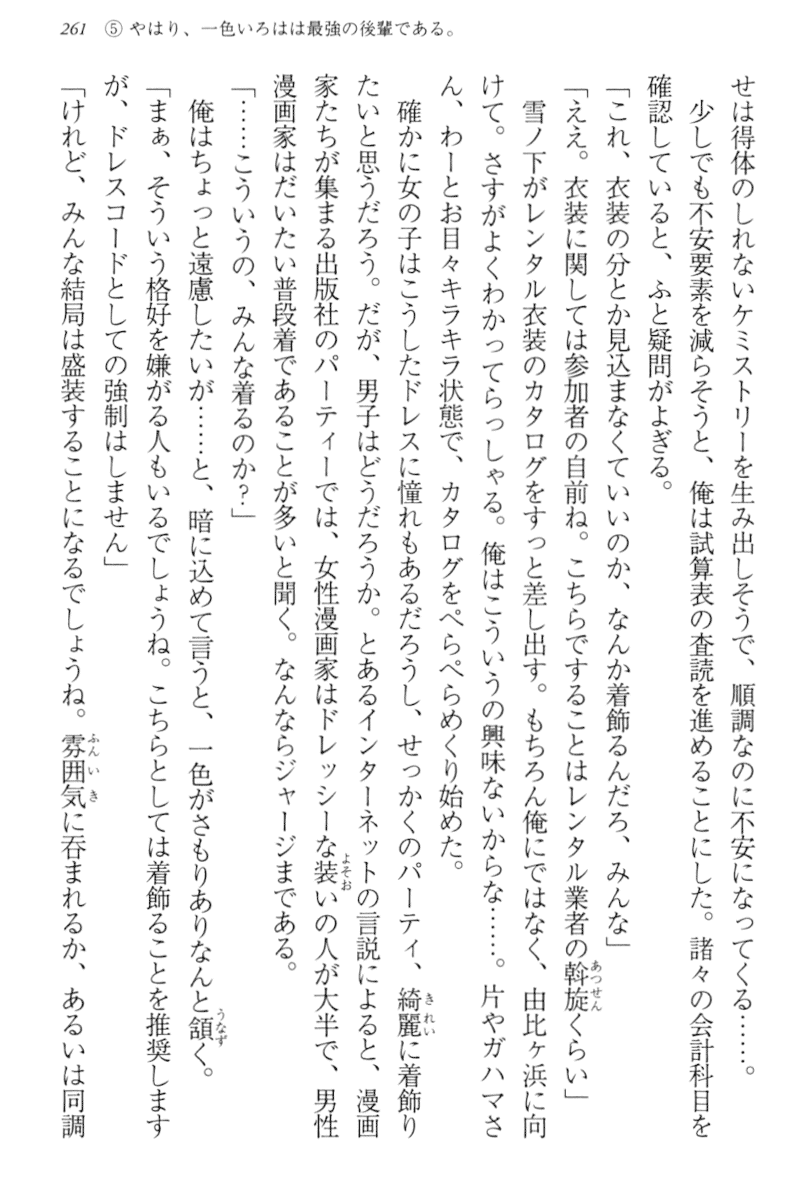 261　⑤ やはり、一色いろはは最強の後輩である。
せは得体のしれないケミストリーを生み出しそうで、順調なのに不安になってくる……。
　少しでも不安要素を減らそうと、俺は試算表の査読を進めることにした。諸々の会計科目を
確認していると、ふと疑問がよぎる。
「これ、衣装の分とか見込まなくていいのか、なんか着飾るんだろ、みんな」
「ええ。衣装に関しては参加者の自前ね。こちらですることはレンタル業者の斡旋くらい」
　雪ノ下がレンタル衣装のカタログをすっと差し出す。もちろん俺にではなく、由比ヶ浜に向
けて。さすがよくわかってらっしゃる。俺はこういうの興味ないからな……。片やガハマさ
ん、わーとお目々キラキラ状態で、カタログをぺらぺらめくり始めた。
　確かに女の子はこうしたドレスに憧れもあるだろうし、せっかくのパーティ、綺麗に着飾り
たいと思うだろう。だが、男子はどうだろうか。とあるインターネットの言説によると、漫画
家たちが集まる出版社のパーティーでは、女性漫画家はドレッシーな装いの人が大半で、男性
漫画家はだいたい普段着であることが多いと聞く。なんならジャージまである。
「……こういうの、みんな着るのか？」
　俺はちょっと遠慮したいが……と、暗に込めて言うと、一色がさもありなんと頷く。
「まぁ、そういう格好を嫌がる人もいるでしょうね。こちらとしては着飾ることを推奨します
が、ドレスコードとしての強制はしません」
「けれど、みんな結局は盛装することになるでしょうね。雰囲気に呑まれるか、あるいは同調